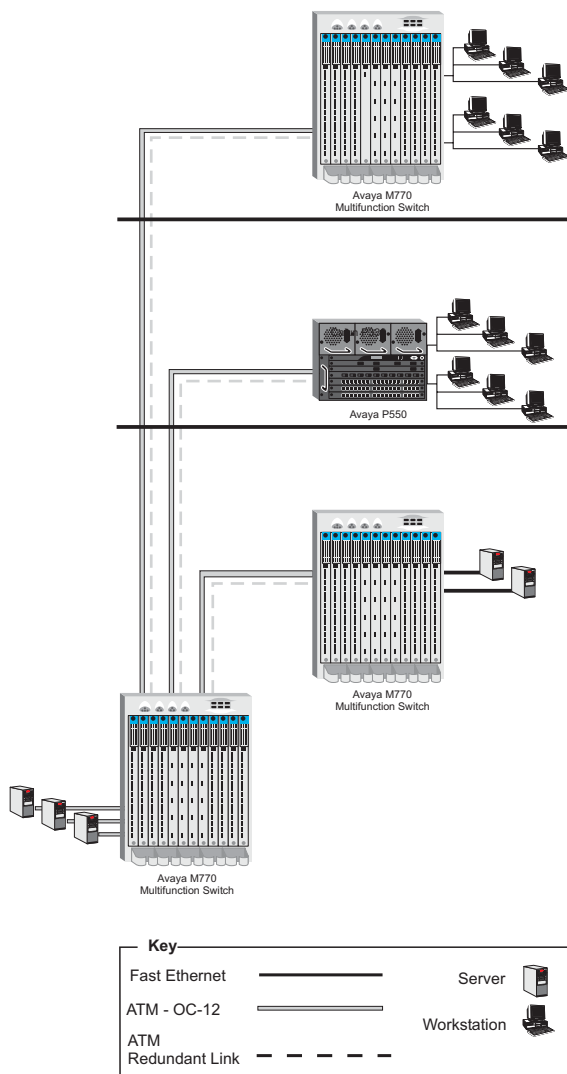 Avaya M770
Multifunction Switch
Avaya P550
Avaya M770
Multifunction Switch
Avaya M770
Multifunction Switch
Key
Fast Ethernet
Server
ATM - OC-12
Workstation
ATM
Redundant Link